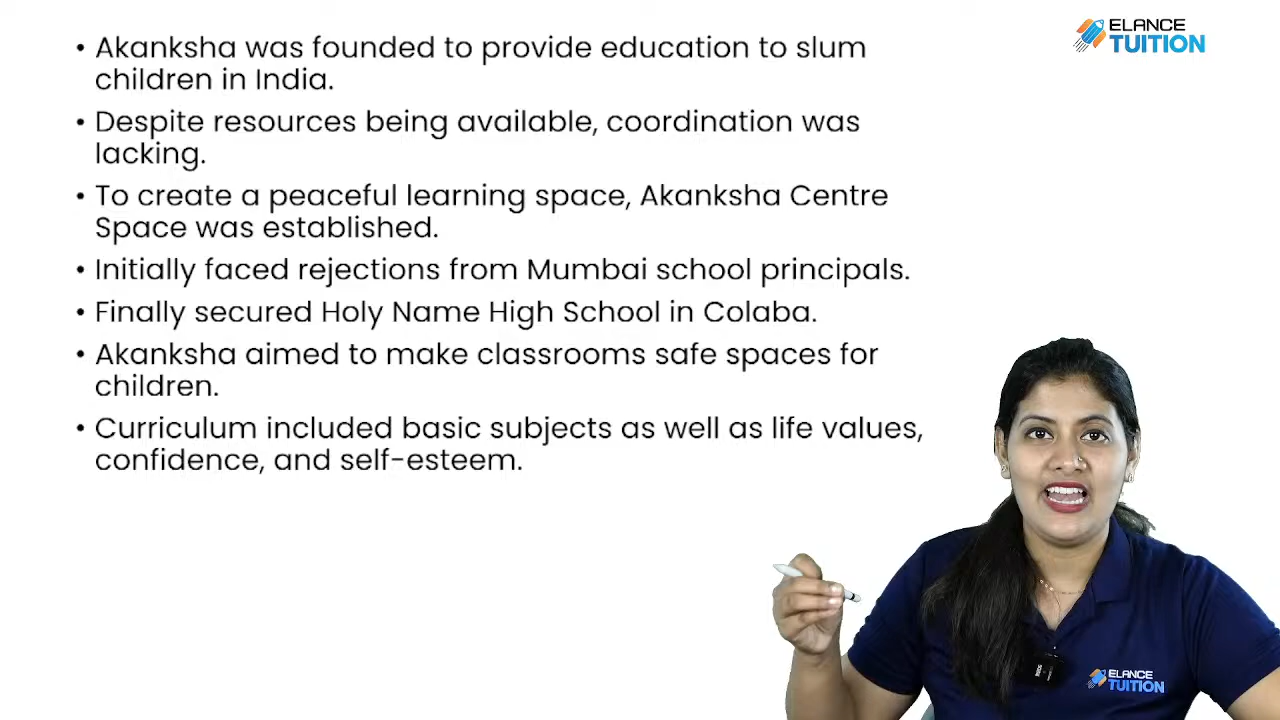 • Akanksha was founded to provide education to slum
children in India.
• Despite resources being available, coordination was
lacking.
• To create a peaceful learning space, Akanksha Centre
Space was established.
• Initially faced rejections from Mumbai school principals.
• Finally secured Holy Name High School in Colaba.
• Akanksha aimed to make classrooms safe spaces for
children.
• Curriculum included basic subjects as well as life values,
confidence, and self-esteem.
ELANCE
TUITION
ELANCE
TUITION